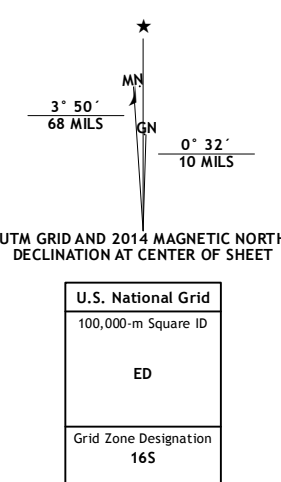 MN
3° 50´
68 MILS
GN
0° 32´
10 MILS
UTM GRID AND 2014 MAGNETIC NORTH
DECLINATION AT CENTER OF SHEET
U.S. National Grid
100,000-m Square ID
ED
Grid Zone Designation
16S